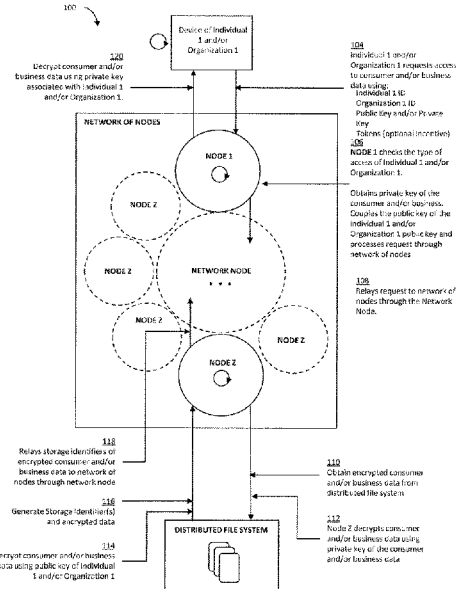 100
Device of Individual
1 and/or
Organization 1
120
Decrypt consumer and/or
business data using private key
associated with Individual 1
and/or Organization 1.
104
Individual 1 and/or
Organization 1 requests access
to consumer and/or business
data using:
Individual 1 ID
Organization 1 ID
Public Key and/or Private
Key
Tokens (optional incentive)
106
NODE 1 checks the type of
access of Individual 1 and/or
Organization 1.
Obtains private key of the
consumer and/or business.
Couples the public key of the
Individual 1 and/or
Organization 1 public key and
processes request through
network of nodes
108
Relays request to network of
nodes through the Network
Node.
NETWORK OF NODES
NODE 1
NODE 2
NODE 2
NETWORK NODE
* * *
NODE 2
NODE 2
NODE 2
118
Relays storage identifiers of
encrypted consumer and/or
business data to network of
nodes through network node
116
Generate Storage Identifier(s)
and encrypted data
114
ecrypt consumer and/or business
data using public key of Individual
1 and/or Organization 1
110
Obtain encrypted consumer
and/or business data from
distributed file system
112
Node 2 decrypts consumer
and/or business data using
private key of the consumer
and/or business data
DISTRIBUTED FILE SYSTEM